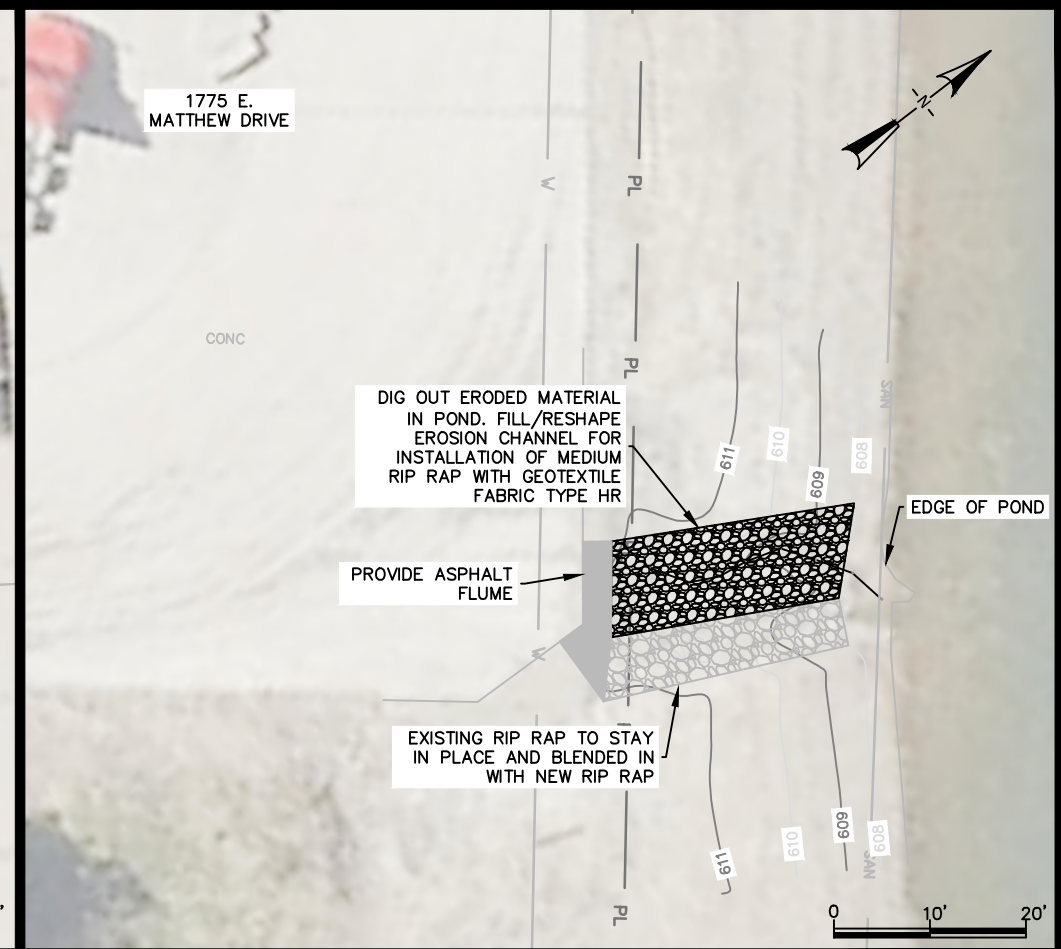 1775 E.
MATTHEW DRIVE
N
W
PL
CONC
PL
DIG OUT ERODED MATERIAL
IN POND. FILL/RESHAPE
EROSION CHANNEL FOR
INSTALLATION OF MEDIUM
RIP RAP WITH GEOTEXTILE
FABRIC TYPE HR
SAN
611
610
609
608
EDGE OF POND
PROVIDE ASPHALT
FLUME
W
EXISTING RIP RAP TO STAY
IN PLACE AND BLENDED IN
WITH NEW RIP RAP
611
610
609
608
SAN
PL
0 10' 20'